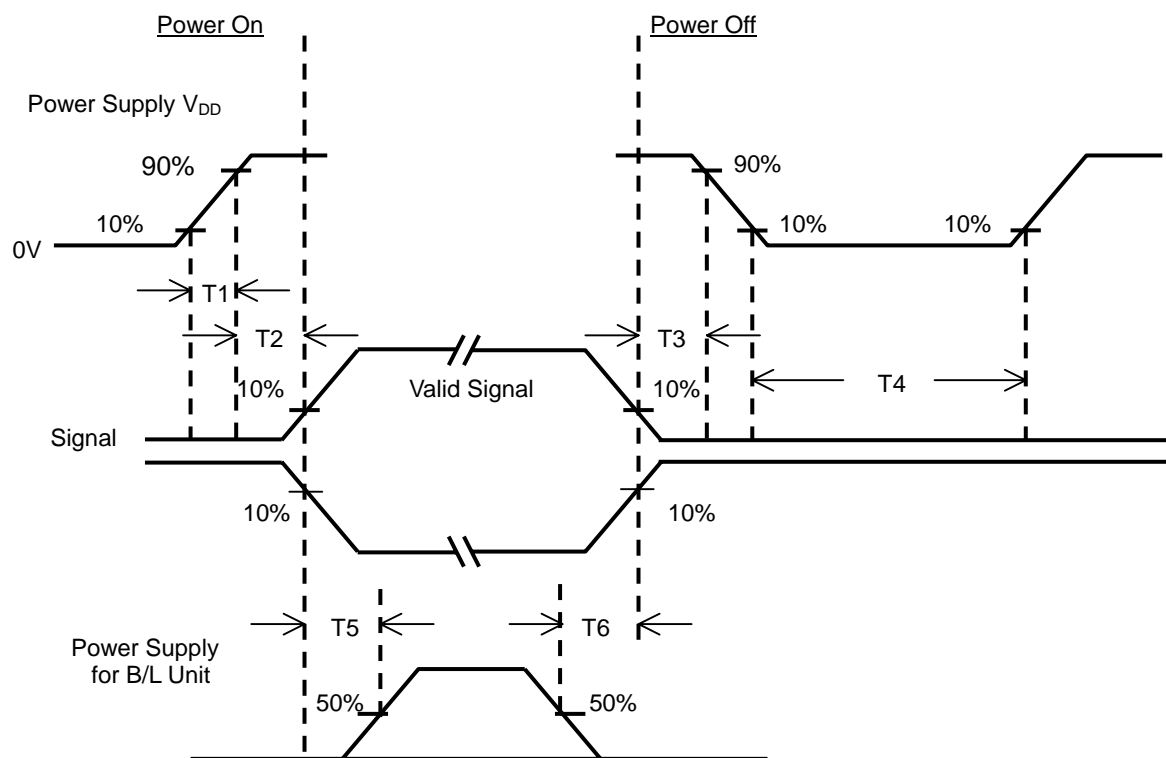 Power On
Power Off
Power Supply VDD
90%
90%
10%
10%
10%
0V
T1
T2
T3
10%
Valid Signal
10%
T4
Signal
10%
10%
T5
T6
Power Supply
for B/L Unit
50%
50%